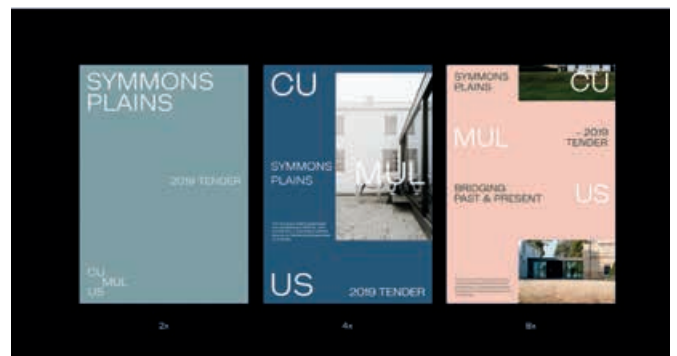 SYMMONS
PLAINS
2019 TENDER
CU
MUL
US
CU
SYMMONS
PLAINS
MUL
US
2019 TENDER
SYMMONS
PLAINS
CU
MUL
- 2019
TENDER
BRIDGING
PAST & PRESENT
US
2x
4x
8x